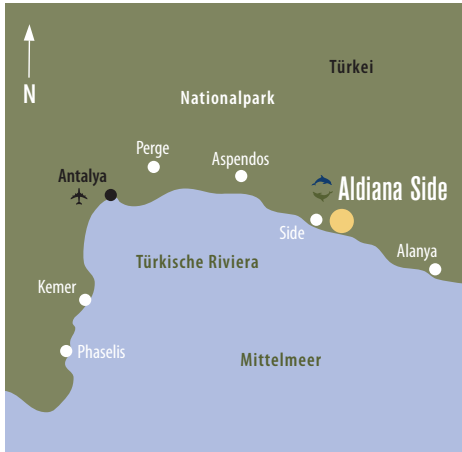 Türkei
N
Nationalpark
Perge
Aspendos
Antalya
Aldiana Side
Side
Alanya
Türkische Riviera
Kemer
Phaselis
Mittelmeer